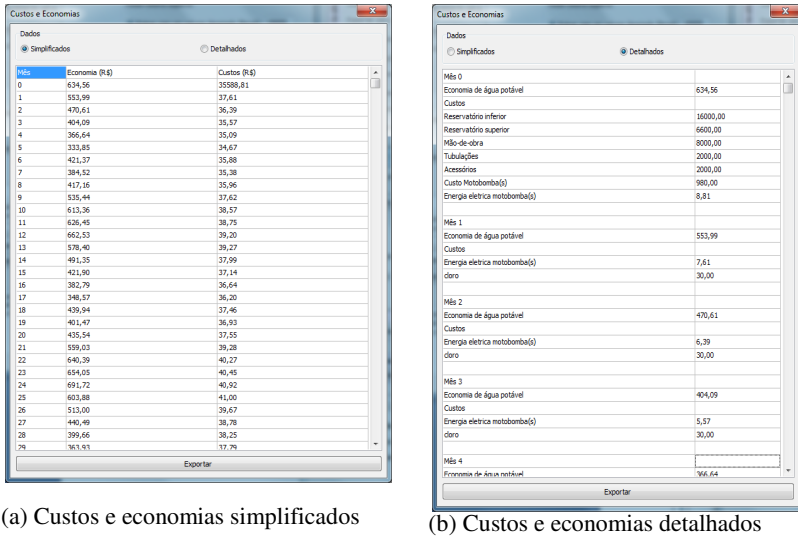 Custos e Economias
Dados
Simplificados Detalhados
Mês Economia (R$) Custos (R$)
0 634,56 35588,81
1 553,99 37,61
2 470,61 36,39
3 404,09 35,57
4 366,64 35,09
5 333,85 34,67
6 421,37 35,88
7 384,52 35,38
8 417,16 35,96
9 535,44 37,62
10 613,36 38,57
11 626,45 38,75
12 662,53 39,20
13 578,40 39,27
14 491,35 37,99
15 421,90 37,14
16 382,79 36,64
17 348,57 36,20
18 439,94 37,46
19 401,47 36,93
20 435,54 37,55
21 559,03 39,28
22 640,39 40,27
23 654,05 40,45
24 691,72 40,92
25 603,88 41,00
26 513,00 39,67
27 440,49 38,78
28 399,66 38,25
29 363,93 37,79
Exportar
(a) Custos e economias simplificados
Custos e Economias
Dados
Simplificados Detalhados
Mês 0
Economia de água potável 634,56
Custos
Reservatório inferior 16000,00
Reservatório superior 6600,00
Mão-de-obra 8000,00
Tubulações 2000,00
Acessórios 2000,00
Custo Motobomba(s) 980,00
Energia eletrica motobomba(s) 8,81
Mês 1
Economia de água potável 553,99
Custos
Energia eletrica motobomba(s) 7,61
cloro 30,00
Mês 2
Economia de água potável 470,61
Custos
Energia eletrica motobomba(s) 6,39
cloro 30,00
Mês 3
Economia de água potável 404,09
Custos
Energia eletrica motobomba(s) 5,57
cloro 30,00
Mês 4
Economia de água potável 366,64
Exportar
(b) Custos e economias detalhados